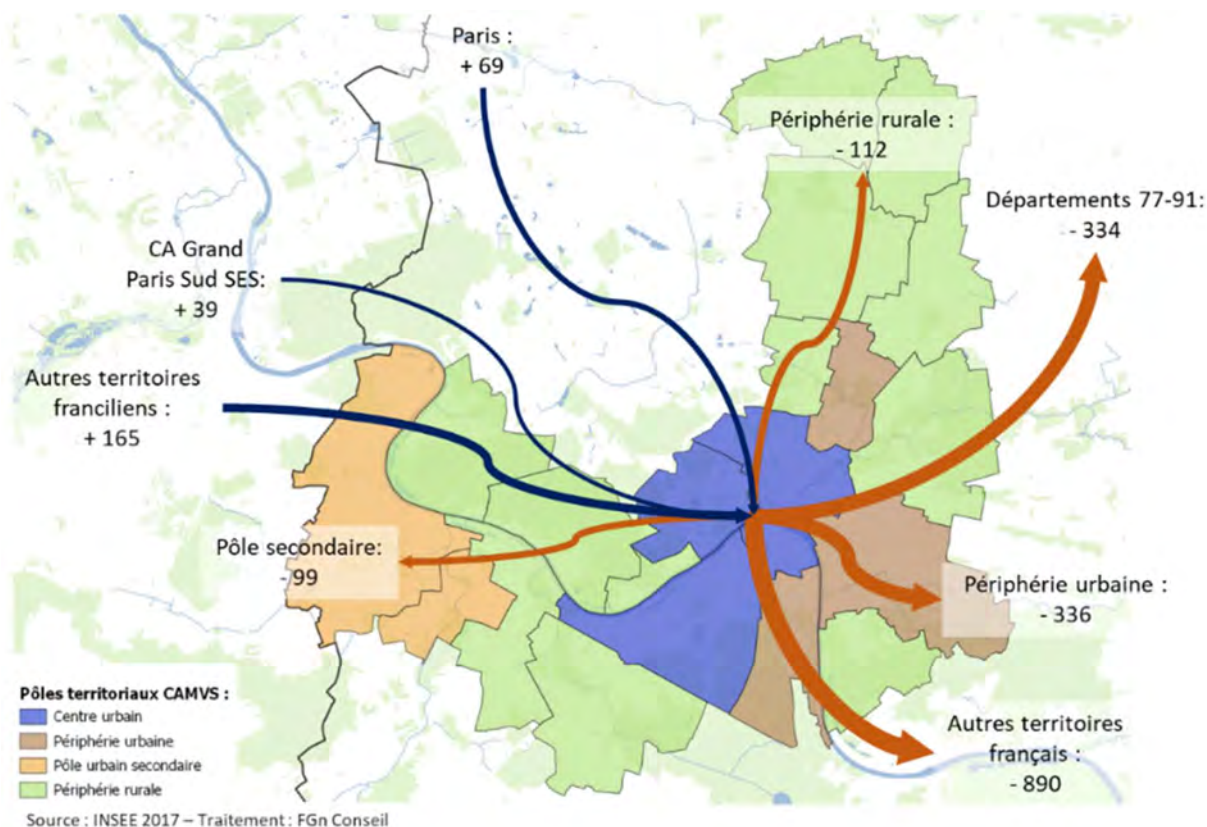 Paris :
+ 69
Périphérie rurale :
- 112
Départements 77-91:
- 334
CA Grand
Paris Sud SES:
+ 39
Autres territoires
franciliens :
+ 165
Pôle secondaire:
- 99
Périphérie urbaine :
- 336
Autres territoires
français :
- 890
Pôles territoriaux CAMVS :
Centre urbain
Périphérie urbaine
Pôle urbain secondaire
Périphérie rurale
Source : INSEE 2017 – Traitement : FGn Conseil